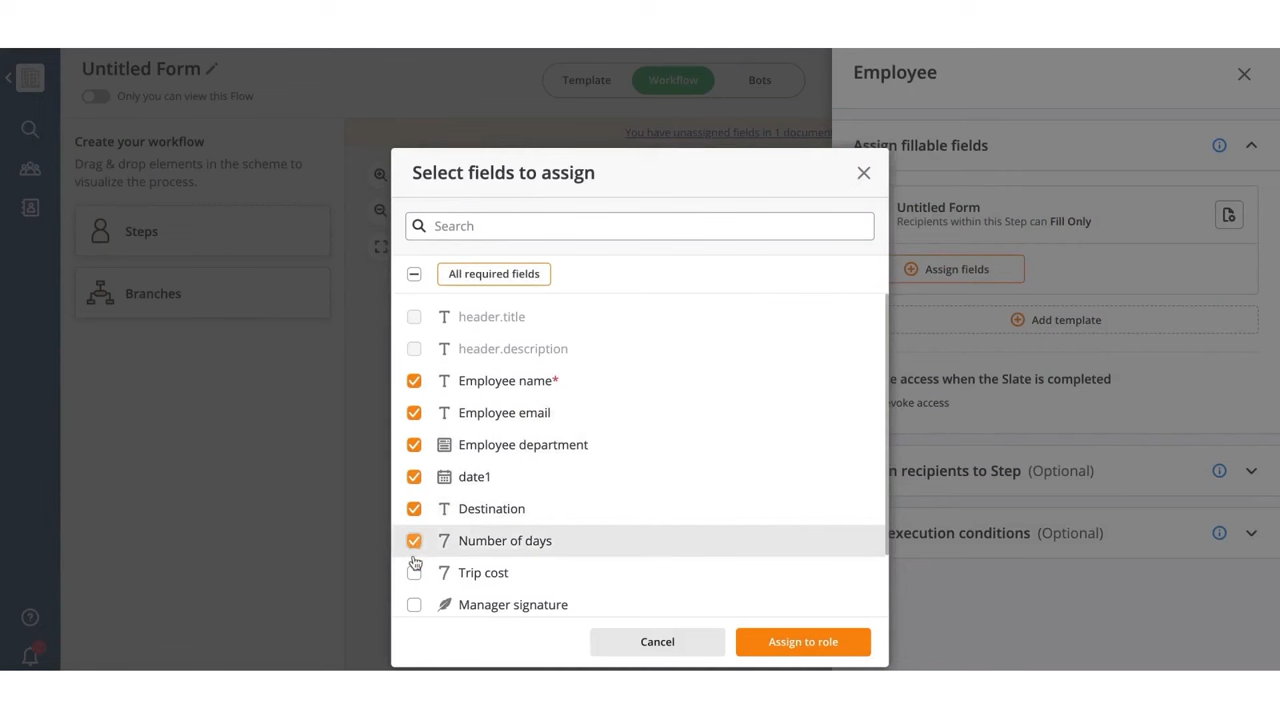 Untitled Form
Only you can view this Flow
Template
Workflow
Bots
Employee
Create your workflow
Drag & drop elements in the scheme to
visualize the process.
Steps
Branches
You have unassigned fields in 1 document
Assign fillable fields
Untitled Form
Recipients within this Step can Fill Only
Assign fields
Add template
access when the Slate is completed
access
recipients to Step (Optional)
execution conditions (Optional)
Select fields to assign
Search
All required fields
header.title
header.description
Employee name*
Employee email
Employee department
date1
Destination
Number of days
Trip cost
Manager signature
Cancel
Assign to role